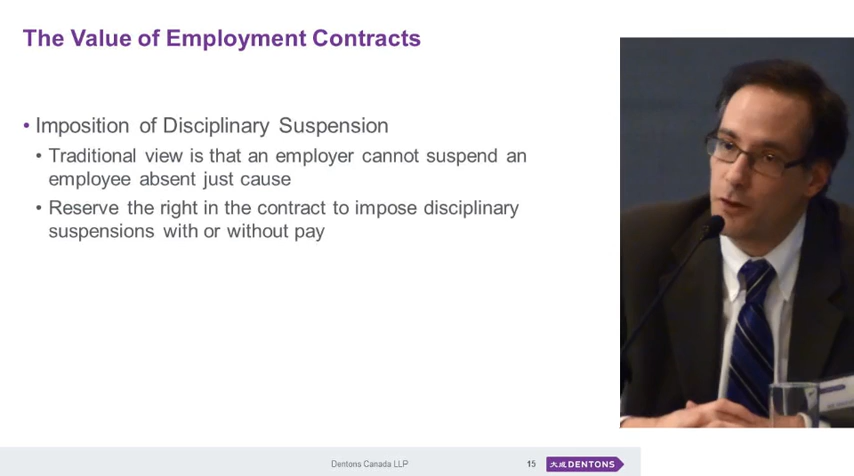 The Value of Employment Contracts
• Imposition of Disciplinary Suspension
• Traditional view is that an employer cannot suspend an
employee absent just cause
• Reserve the right in the contract to impose disciplinary
suspensions with or without pay
Dentons Canada LLP
15
大成 DENTONS